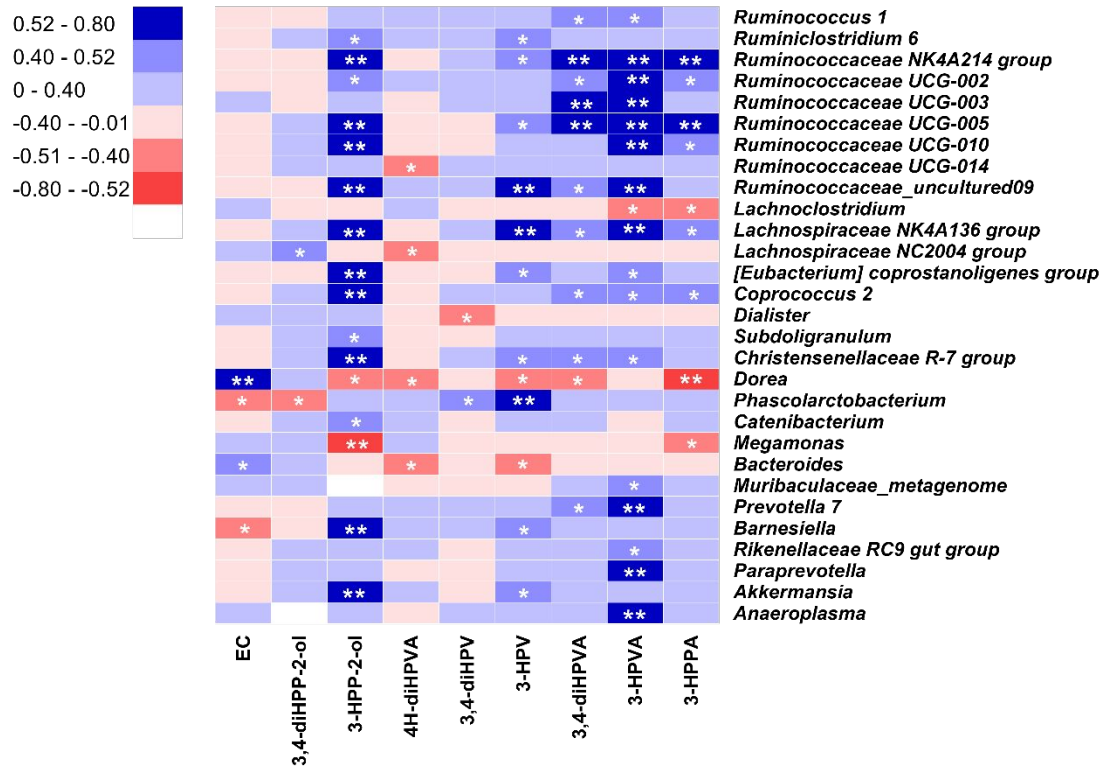 0.52 - 0.80
0.40 - 0.52
0 - 0.40
-0.40 - -0.01
-0.51 - -0.40
-0.80 - -0.52
* * Ruminococcus 1
* * Ruminiclostridium 6
** * ** ** ** Ruminococcaceae NK4A214 group
* * ** * Ruminococcaceae UCG-002
** ** Ruminococcaceae UCG-003
** * ** ** ** Ruminococcaceae UCG-005
** ** * Ruminococcaceae UCG-010
* Ruminococcaceae UCG-014
** ** * ** Ruminococcaceae_uncultured09
* * Lachnoclostridium
** ** * ** * Lachnospiraceae NK4A136 group
* * Lachnospiraceae NC2004 group
** * * [Eubacterium] coprostanoligenes group
** * * * Coprococcus 2
* Dialister
* Subdoligranulum
** * * * Christensenellaceae R-7 group
** * * * * ** Dorea
* * * ** Phascolarctobacterium
* Catenibacterium
** * Megamonas
* * * Bacteroides
* Muribaculaceae_metagenome
* ** Prevotella 7
* ** * Barnesiella
* Rikenellaceae RC9 gut group
** Paraprevotella
** * Akkermansia
** Anaeroplasma
EC
3,4-diHPP-2-ol
3-HPP-2-ol
4H-diHPVA
3,4-diHPV
3-HPV
3,4-diHPVA
3-HPVA
3-HPPA